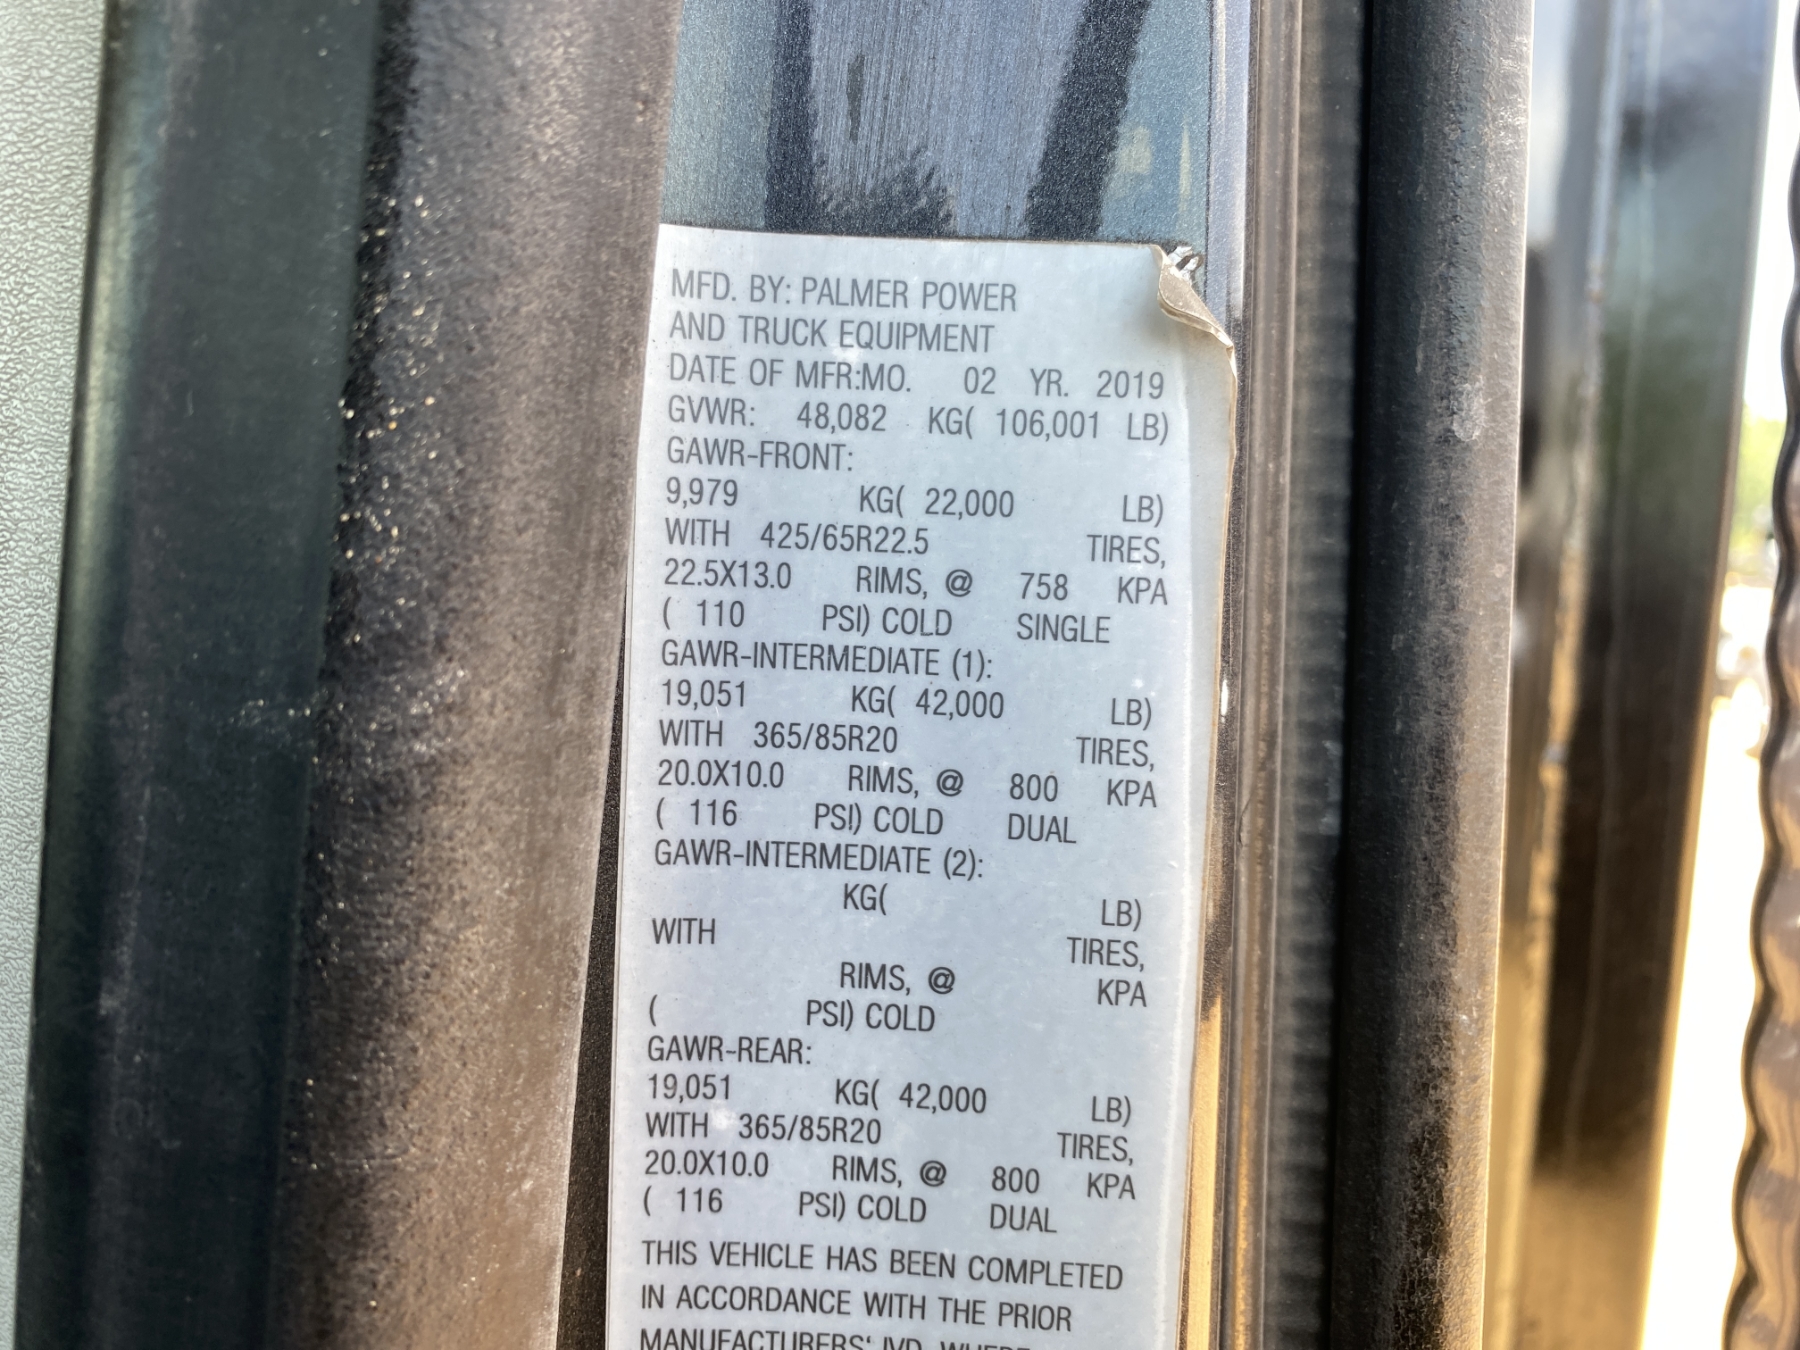 MFD. BY: PALMER POWER
AND TRUCK EQUIPMENT
DATE OF MFR:MO. 02 YR. 2019
GVWR: 48,082 KG( 106,001 LB)
GAWR-FRONT:
9,979 KG( 22,000 LB)
WITH 425/65R22.5 TIRES,
22.5X13.0 RIMS, @ 758 KPA
( 110 PSI) COLD SINGLE
GAWR-INTERMEDIATE (1):
19,051 KG( 42,000 LB)
WITH 365/85R20 TIRES,
20.0X10.0 RIMS, @ 800 KPA
( 116 PSI) COLD DUAL
GAWR-INTERMEDIATE (2):
KG( LB)
WITH TIRES,
RIMS, @ KPA
( PSI) COLD
GAWR-REAR:
19,051 KG( 42,000 LB)
WITH 365/85R20 TIRES,
20.0X10.0 RIMS, @ 800 KPA
( 116 PSI) COLD DUAL
THIS VEHICLE HAS BEEN COMPLETED
IN ACCORDANCE WITH THE PRIOR
MANUFACTURERS' IVD, WHERE